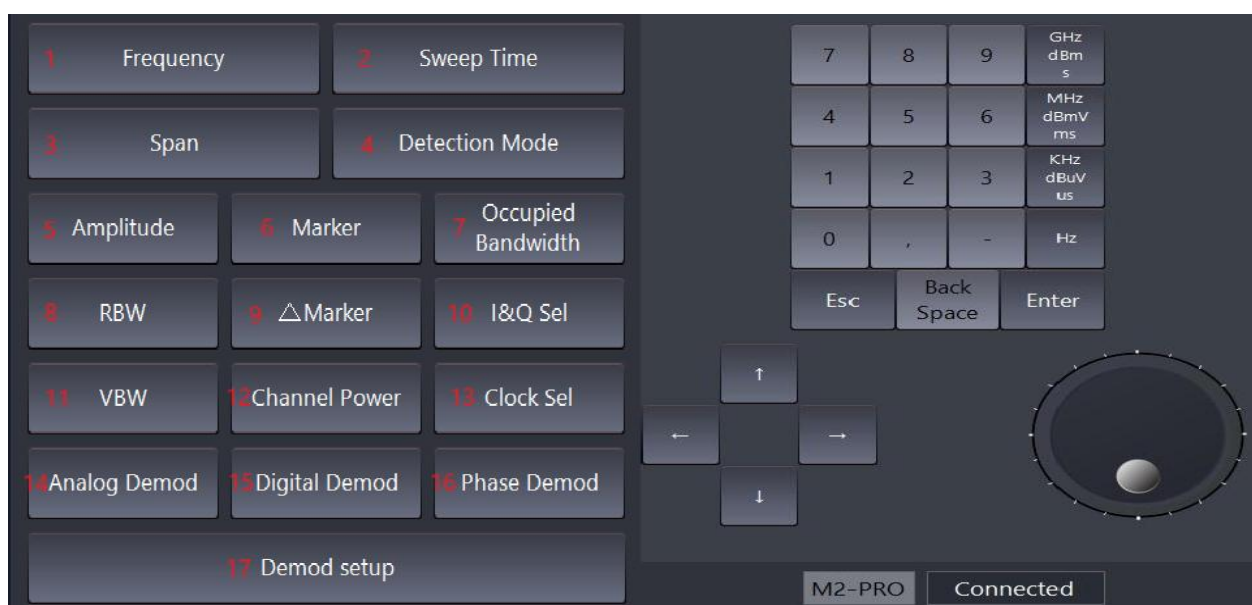 1 Frequency
2 Sweep Time
3 Span
4 Detection Mode
5 Amplitude
6 Marker
7 Occupied
Bandwidth
8 RBW
9 △Marker
10 I&Q Sel
11 VBW
12 Channel Power
13 Clock Sel
14 Analog Demod
15 Digital Demod
16 Phase Demod
17 Demod setup
7 8 9 GHz
dBm
s
4 5 6 MHz
dBmV
ms
1 2 3 KHz
dBuV
us
0 , - Hz
Esc Back
Space Enter
↑
← →
↓
M2-PRO Connected